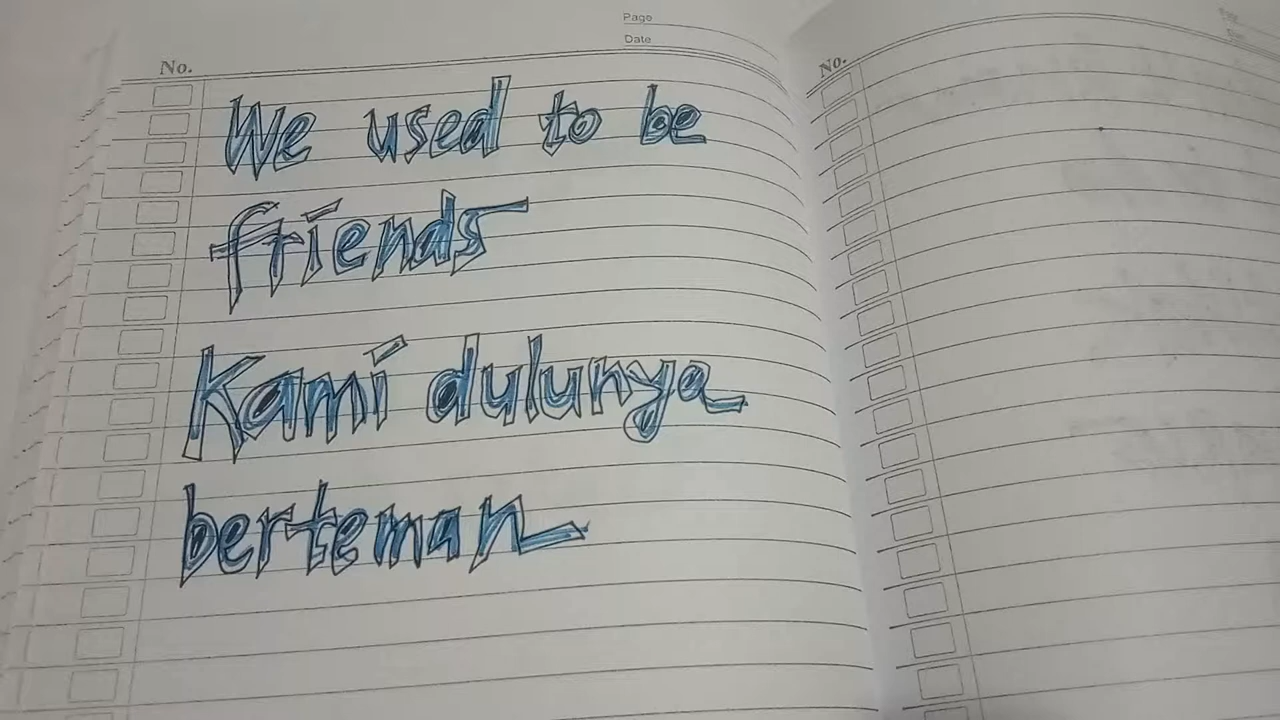 Page
Date
No.
No.
We used to be
friends
Kami dulunya
berteman